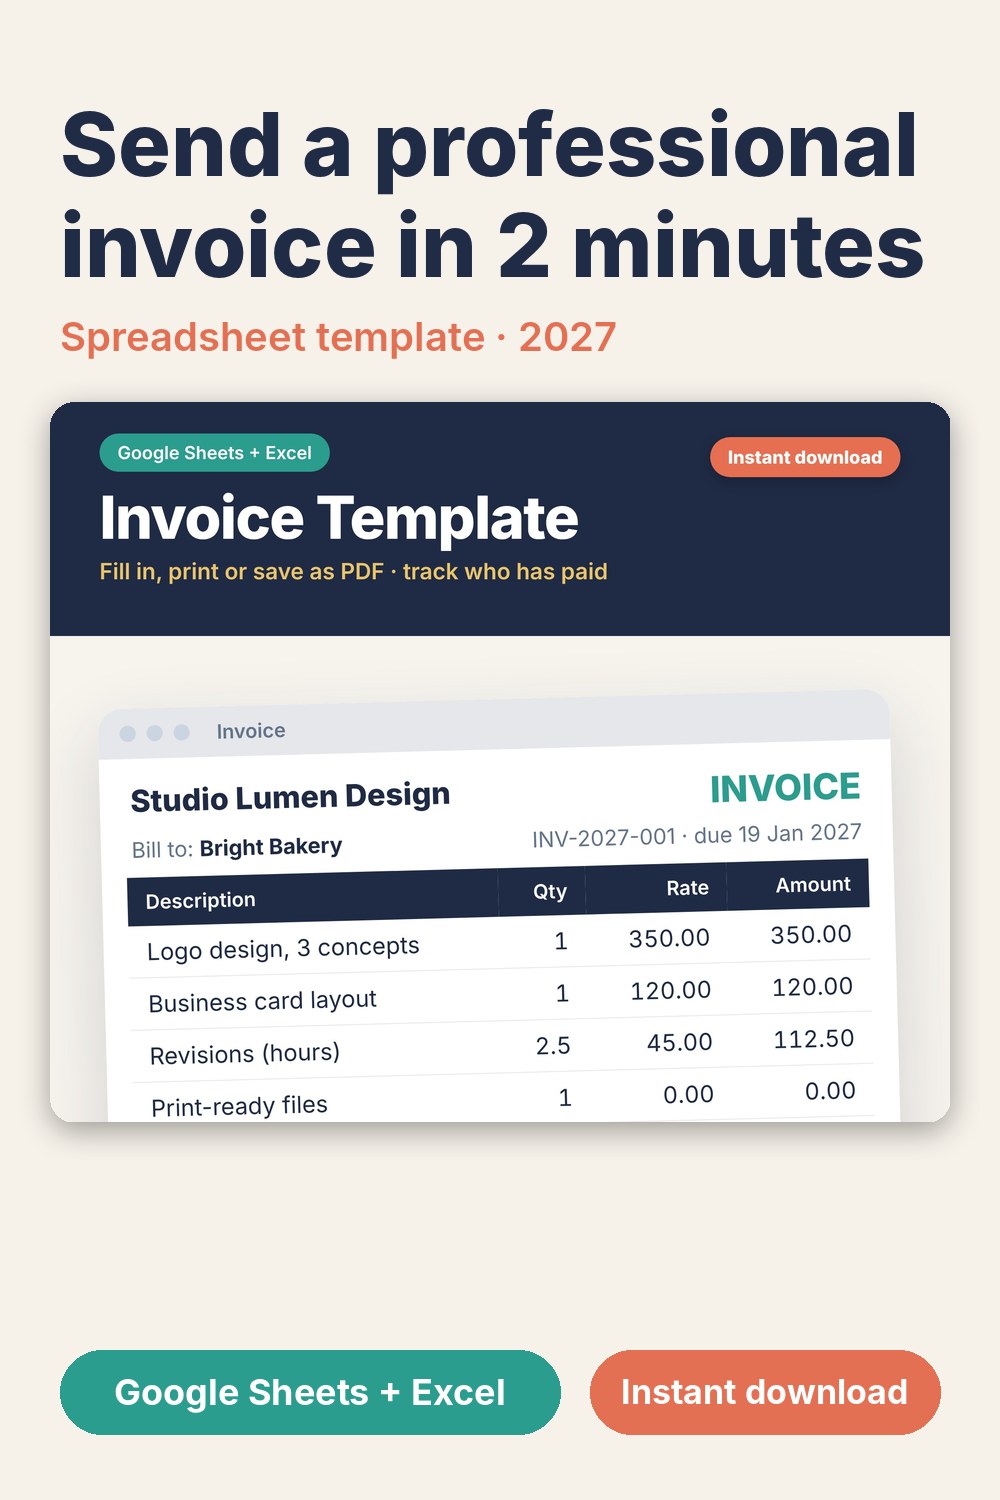 Send a professional
invoice in 2 minutes
Spreadsheet template · 2027
Google Sheets + Excel
Instant download
Invoice Template
Fill in, print or save as PDF · track who has paid
Invoice
Studio Lumen Design
INVOICE
Bill to: Bright Bakery
INV-2027-001 · due 19 Jan 2027
Description Qty Rate Amount
Logo design, 3 concepts 1 350.00 350.00
Business card layout 1 120.00 120.00
Revisions (hours) 2.5 45.00 112.50
Print-ready files 1 0.00 0.00
Google Sheets + Excel
Instant download